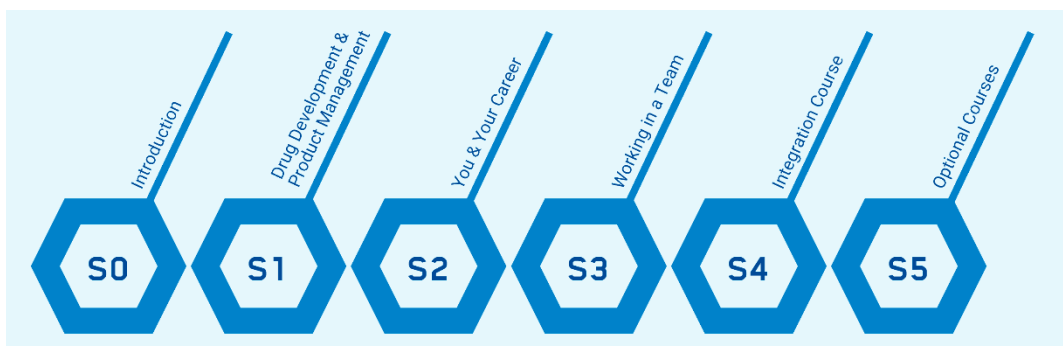 Introduction
Drug Development &
Product Management
You & Your Career
Working in a Team
Integration Course
Optional Courses
S0
S1
S2
S3
S4
S5